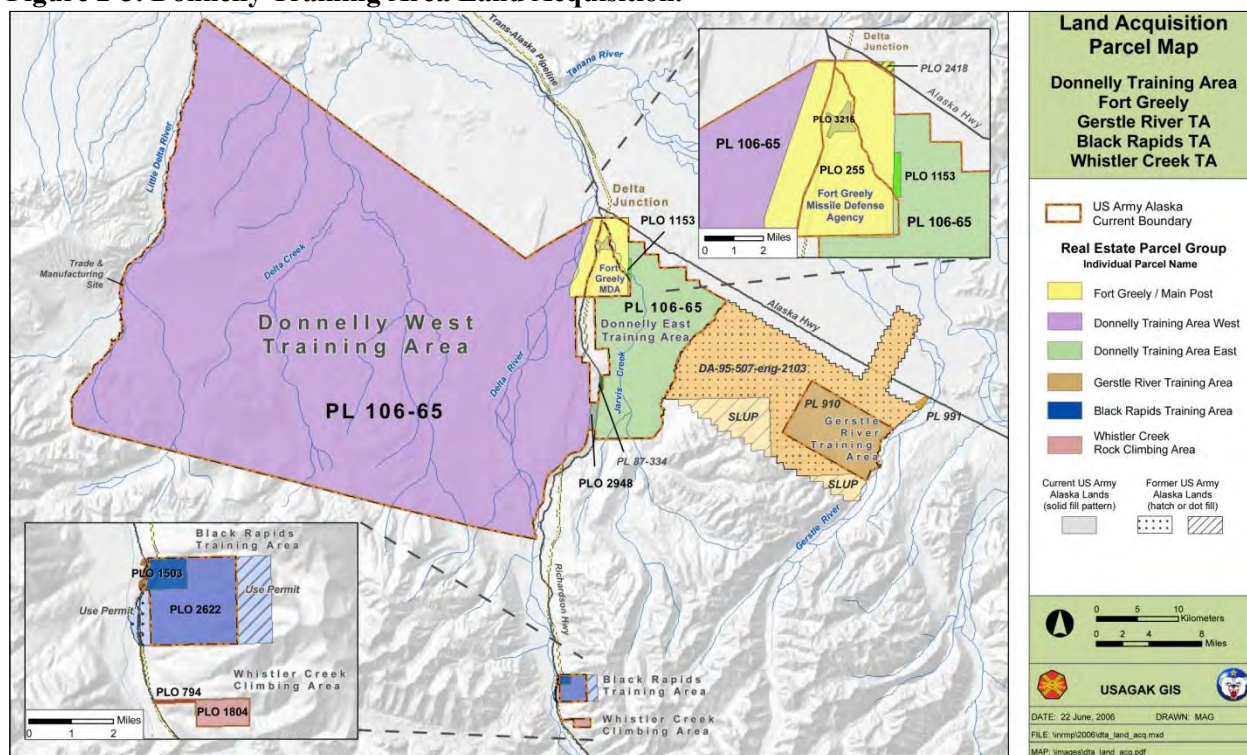 Figure 2-3. Donnelly Training Area Land Acquisition.
Trans-Alaska Pipeline
Tanana River
Little Delta River
Delta Creek
Trade &
Manufacturing
Site
Donnelly West
Training Area
PL 106-65
Delta River
Delta
Junction
PLO 1153
Fort
Greely
MDA
PL 106-65
Donnelly East
Training Area
Jarvis Creek
Alaska Hwy
DA-95-507-eng-2103
SLUP
PL 910
Gerstle
River
Training
Area
PL 991
SLUP
Gerstle River
PL 87-334
PLO 2948
Richardson Hwy
Black Rapids
Training Area
Whistler Creek
Climbing Area
Delta
Junction
PLO 2418
Alaska Hwy
PL 106-65
PLO 3216
PLO 255
Fort Greely
Missile Defense
Agency
PLO 1153
PL 106-65
0 1 2
Miles
Black Rapids
Training Area
PLO 1503
Use Permit
PLO 2622
Use Permit
Whistler Creek
Climbing Area
PLO 794
PLO 1804
0 1 2
Miles
Land Acquisition
Parcel Map
Donnelly Training Area
Fort Greely
Gerstle River TA
Black Rapids TA
Whistler Creek TA
US Army Alaska
Current Boundary
Real Estate Parcel Group
Individual Parcel Name
Fort Greely / Main Post
Donnelly Training Area West
Donnelly Training Area East
Gerstle River Training Area
Black Rapids Training Area
Whistler Creek
Rock Climbing Area
Current US Army
Alaska Lands
(solid fill pattern)
Former US Army
Alaska Lands
(hatch or dot fill)
0 5 10
Kilometers
0 2 4 8
Miles
USAGAK GIS
DATE: 22 June, 2006 DRAWN: MAG
FILE: \inrmp\2006\dta_land_acq.mxd
MAP: \images\dta_land_acq.pdf